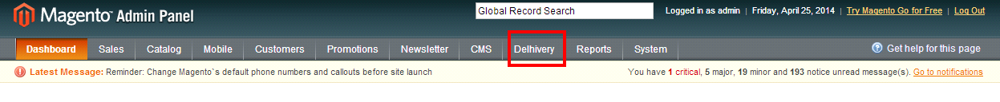 Magento Admin Panel
Global Record Search
Logged in as admin | Friday, April 25, 2014 | Try Magento Go for Free | Log Out
Dashboard Sales Catalog Mobile Customers Promotions Newsletter CMS Delhivery Reports System Get help for this page
Latest Message: Reminder: Change Magento`s default phone numbers and callouts before site launch You have 1 critical, 5 major, 19 minor and 193 notice unread message(s). Go to notifications